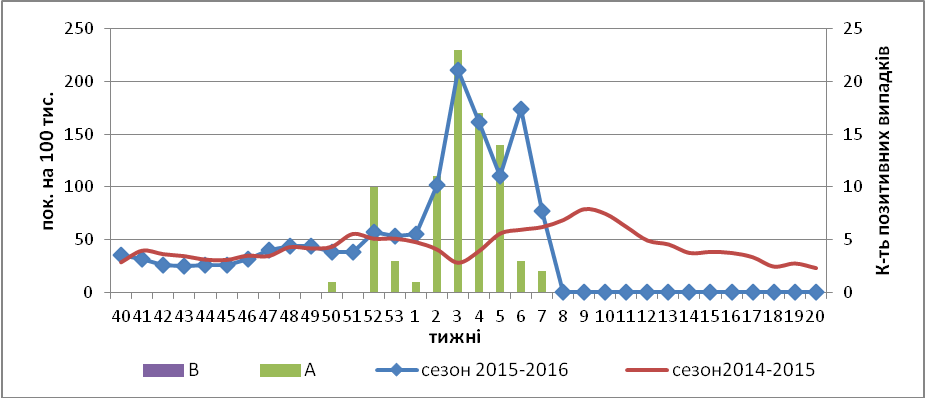 пок. на 100 тис.
250
200
150
100
50
0
25
20
15
10
5
0
К-ть позитивних випадків
40 41 42 43 44 45 46 47 48 49 50 51 52 53 1 2 3 4 5 6 7 8 9 10 11 12 13 14 15 16 17 18 19 20
тижні
В А сезон 2015-2016 сезон2014-2015